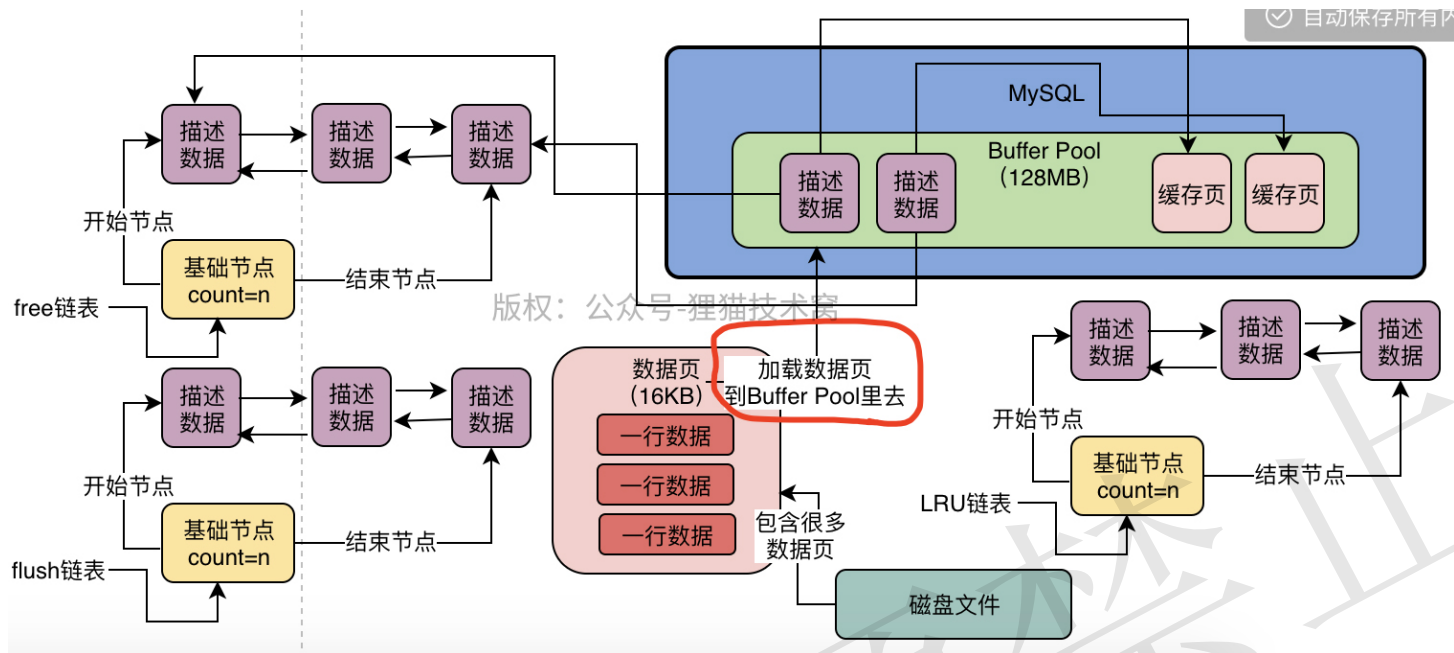 自动保存所有内
MySQL
Buffer Pool
（128MB）
描述
数据
描述
数据
缓存页
缓存页
描述
数据
描述
数据
描述
数据
开始节点
基础节点
count=n
结束节点
free链表
版权：公众号-狸猫技术窝
描述
数据
描述
数据
描述
数据
开始节点
基础节点
count=n
结束节点
flush链表
数据页
（16KB）
加载数据页
到Buffer Pool里去
一行数据
一行数据
一行数据
包含很多
数据页
磁盘文件
描述
数据
描述
数据
描述
数据
开始节点
基础节点
count=n
结束节点
LRU链表
禁止